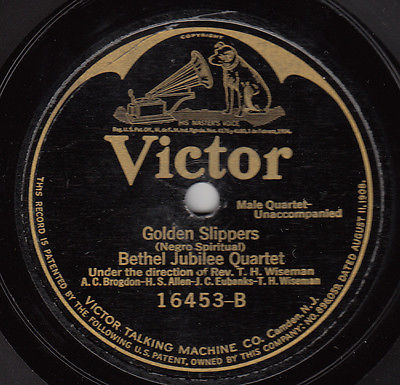 COPYRIGHT
"HIS MASTER'S VOICE"
Victor
Male Quartet-
Unaccompanied
Golden Slippers
(Negro Spiritual)
Bethel Jubilee Quartet
Under the direction of Rev. T. H. Wiseman
A. C. Brogdon-H. S. Allen-J. C. Eubanks-T. H. Wiseman
16453-B
VICTOR TALKING MACHINE CO. Camden, N. J.
THIS RECORD IS PATENTED BY THE FOLLOWING U.S. PATENT, OWNED BY THIS COMPANY: NO. 896059, DATED AUGUST 11, 1908.